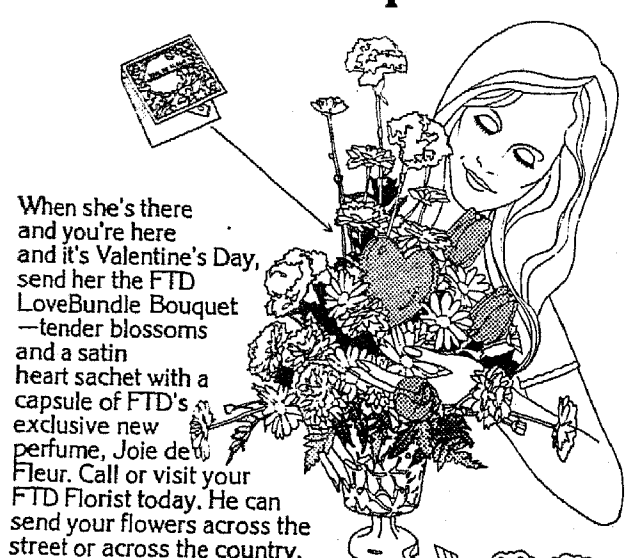 When she's there
and you're here
and it's Valentine's Day,
send her the FTD
LoveBundle Bouquet
—tender blossoms
and a satin
heart sachet with a
capsule of FTD's
exclusive new
perfume, Joie de
Fleur. Call or visit your
FTD Florist today. He can
send your flowers across the
street or across the country.